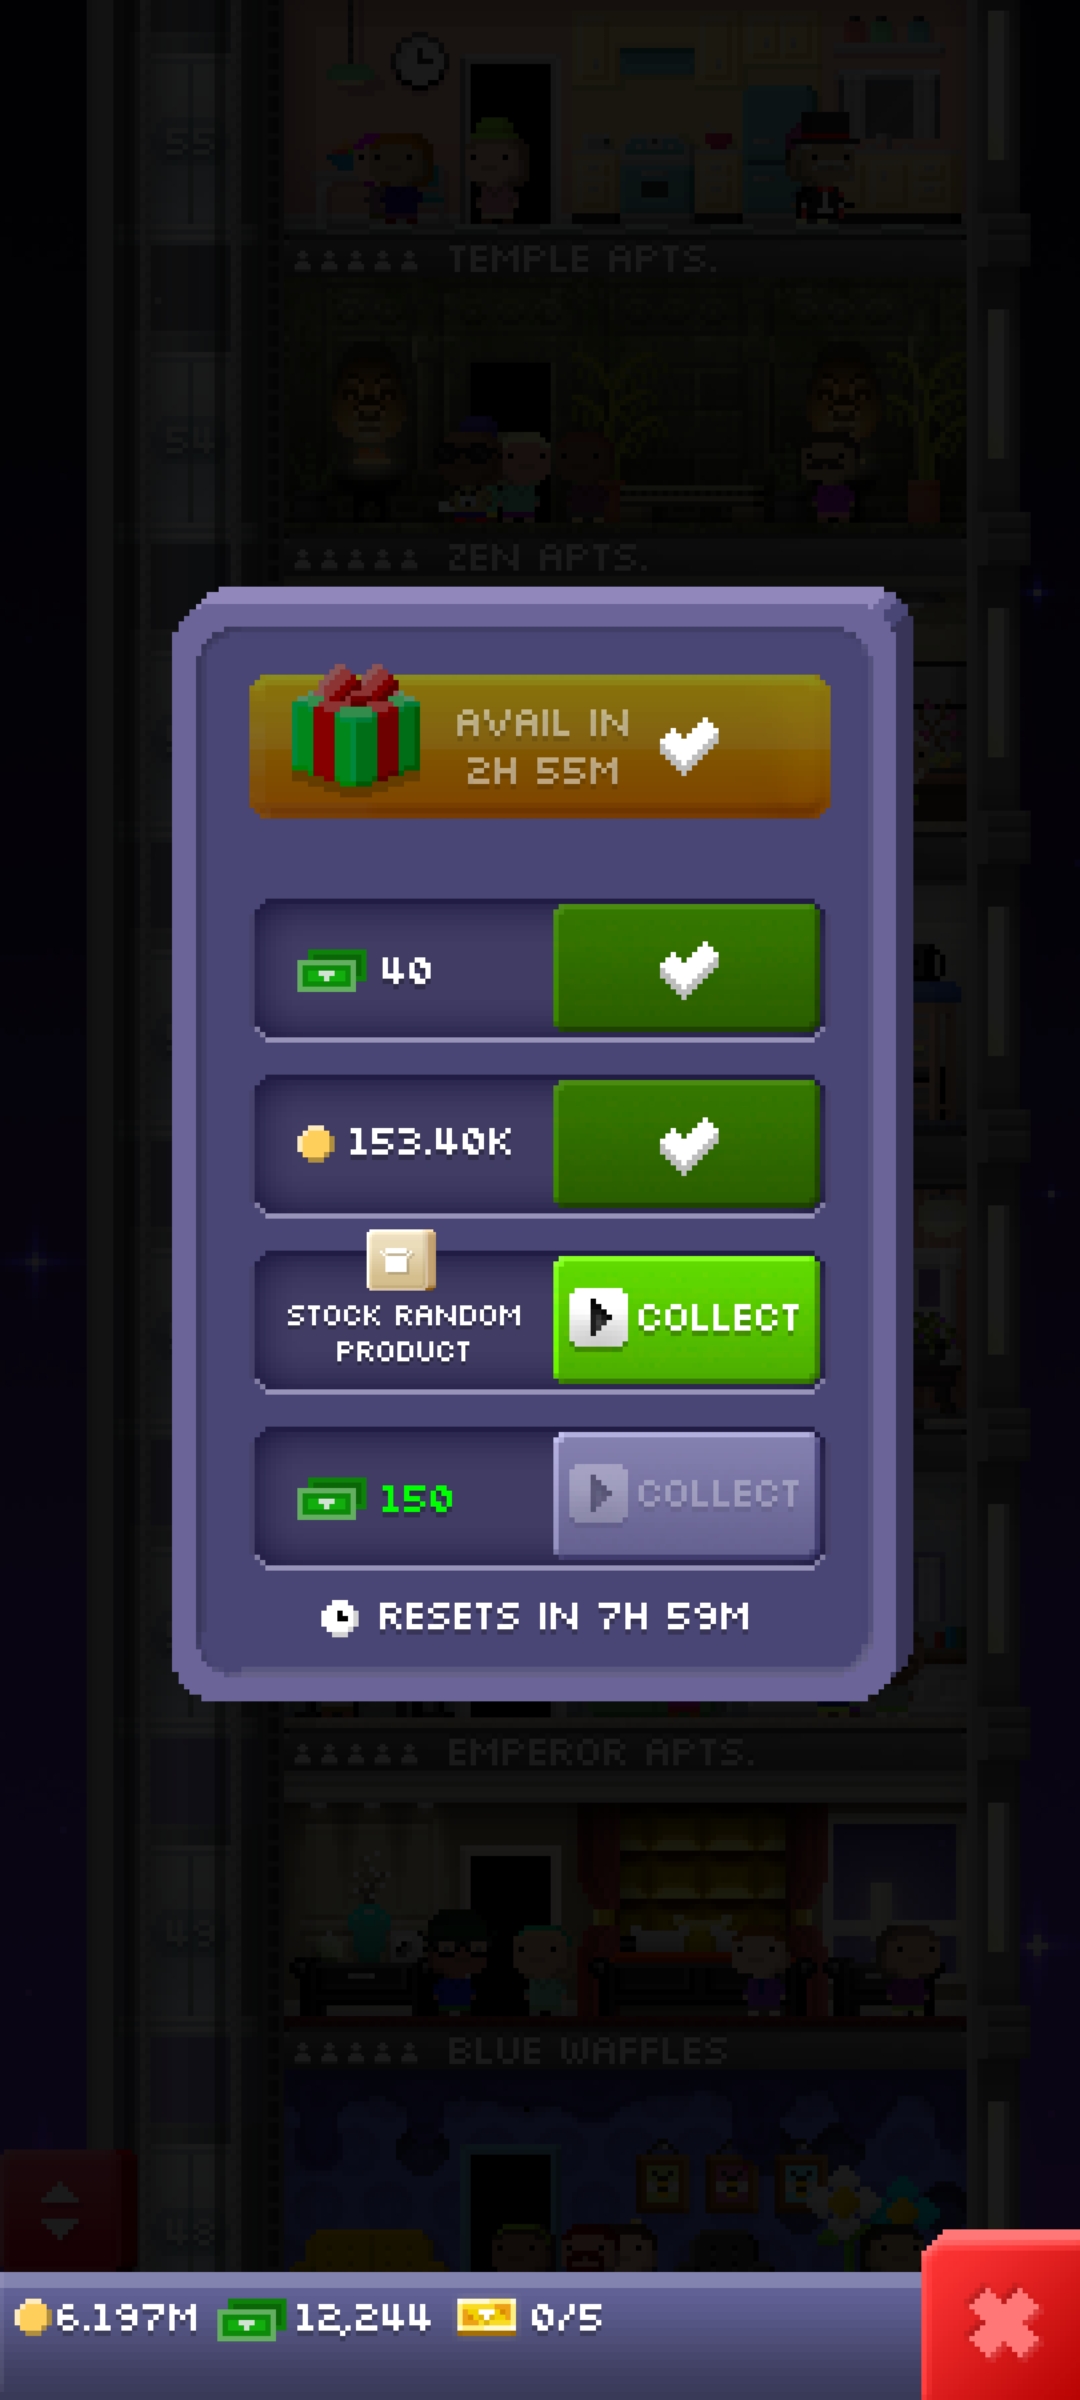 55
TEMPLE APTS.
54
ZEN APTS.
AVAIL IN
2H 55M
40
153.40K
STOCK RANDOM
PRODUCT
COLLECT
150
COLLECT
RESETS IN 7H 59M
EMPEROR APTS.
49
BLUE WAFFLES
48
6.197M 12,244 0/5